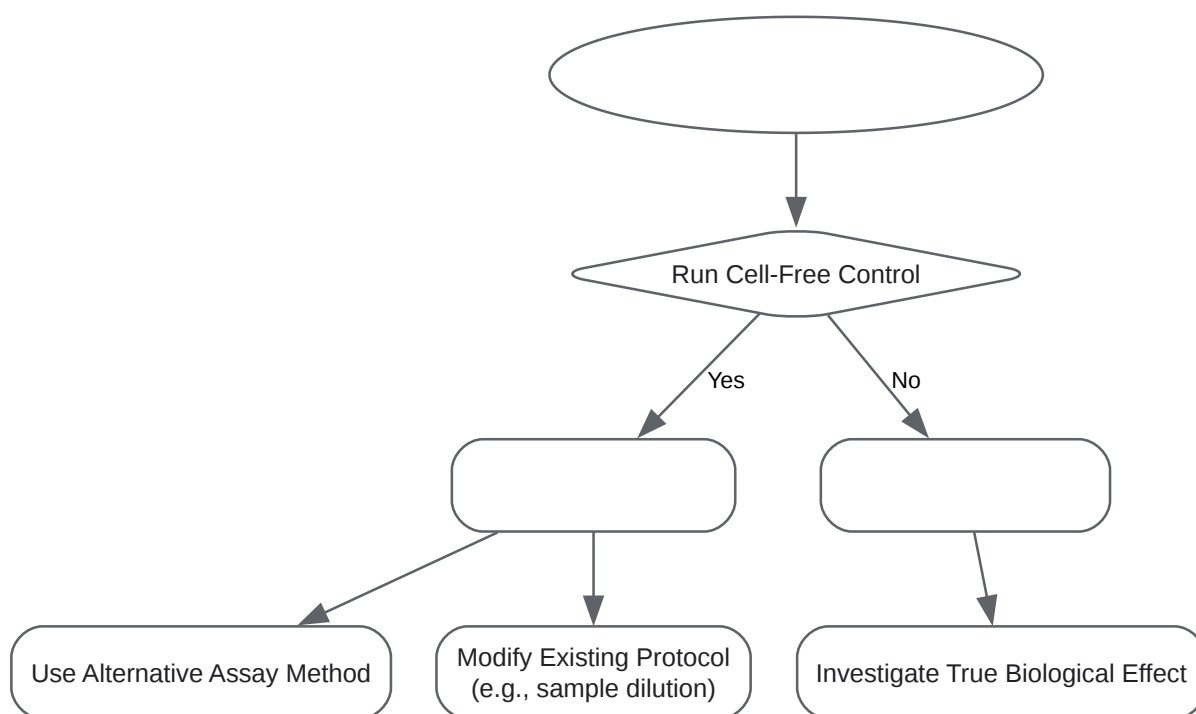 Run Cell-Free Control
Yes
No
Use Alternative Assay Method
Modify Existing Protocol
(e.g., sample dilution)
Investigate True Biological Effect